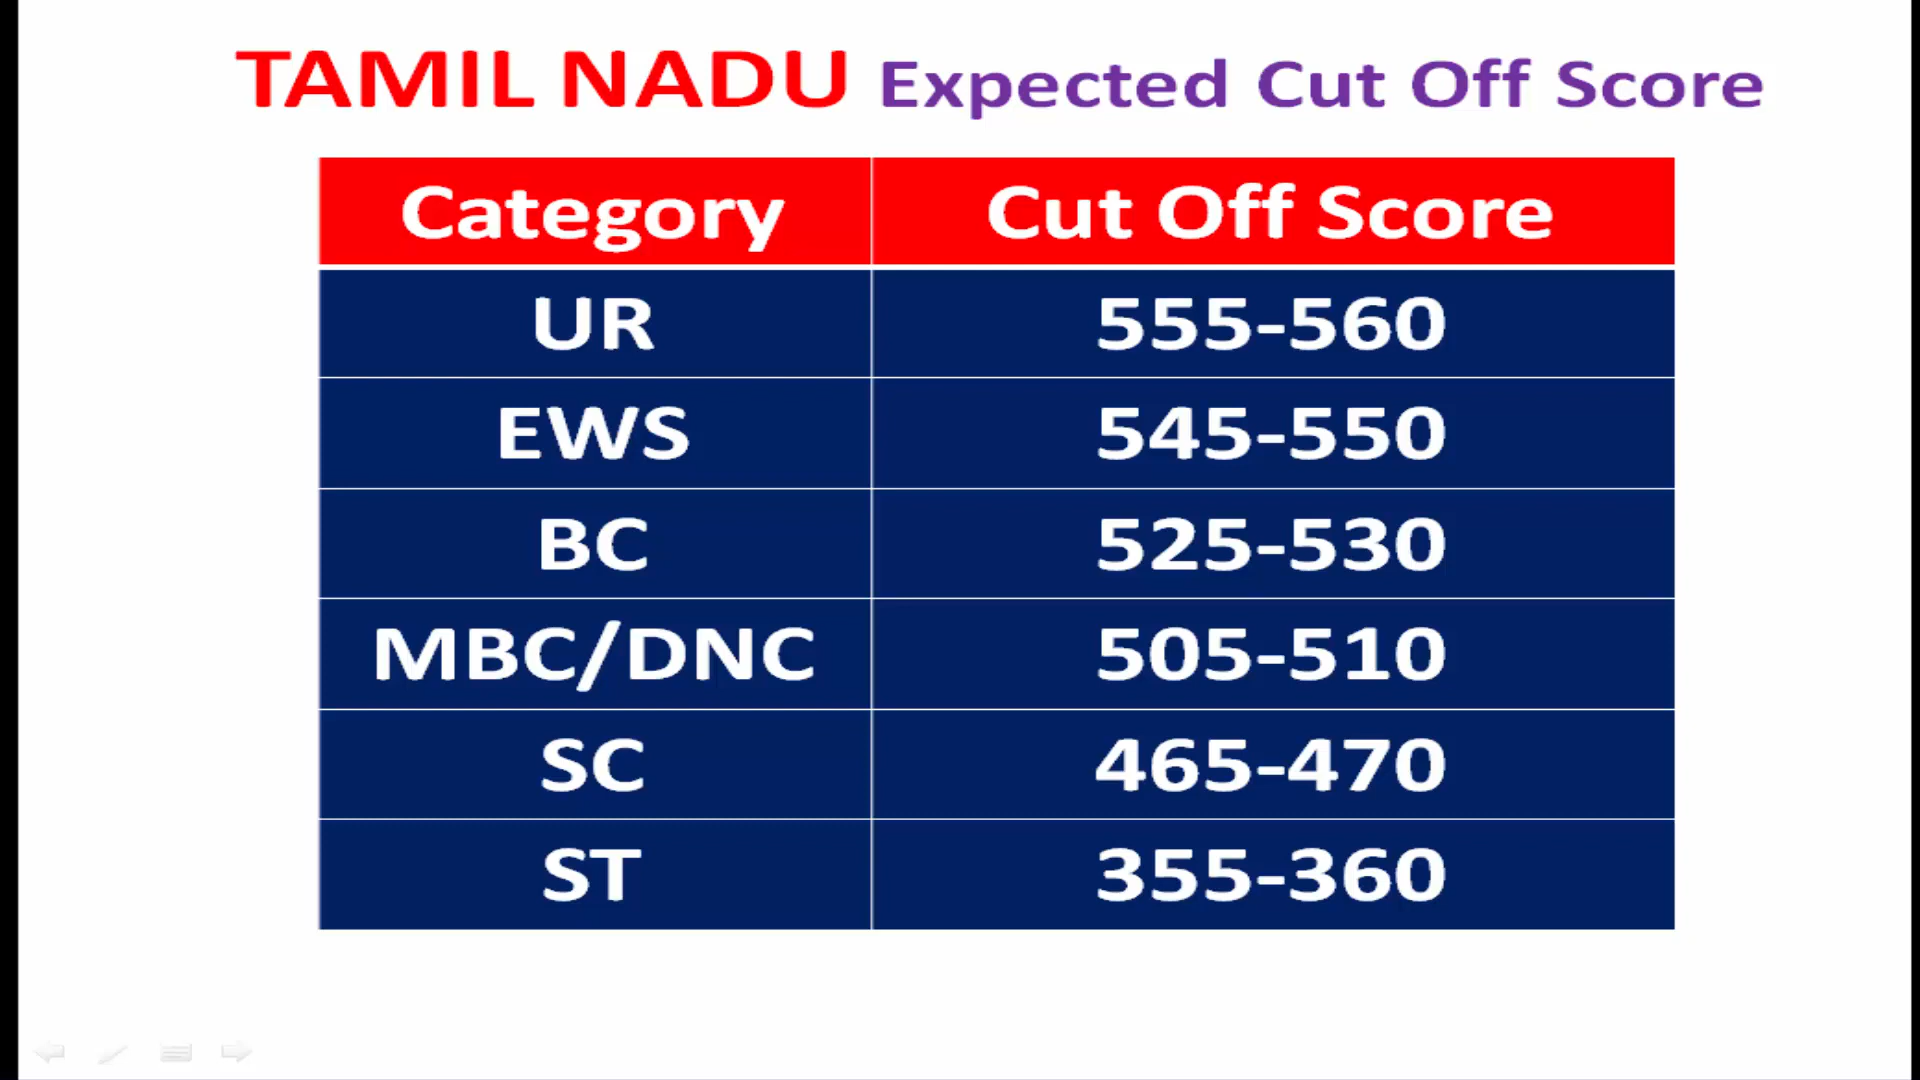 TAMIL NADU Expected Cut Off Score
Category Cut Off Score
UR 555-560
EWS 545-550
BC 525-530
MBC/DNC 505-510
SC 465-470
ST 355-360